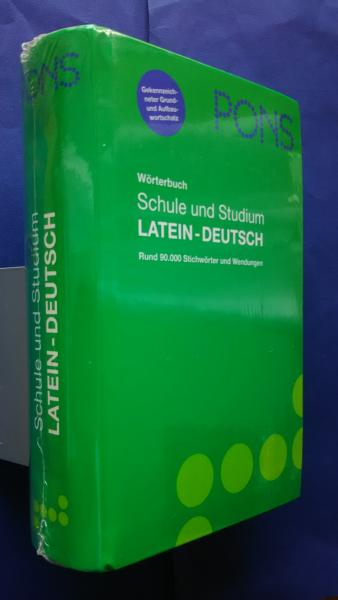 PONS
Schule und Studium
LATEIN-DEUTSCH
Gekennzeich-
neter Grund-
und Aufbau-
wortschatz
PONS
Wörterbuch
Schule und Studium
LATEIN-DEUTSCH
Rund 90.000 Stichwörter und Wendungen